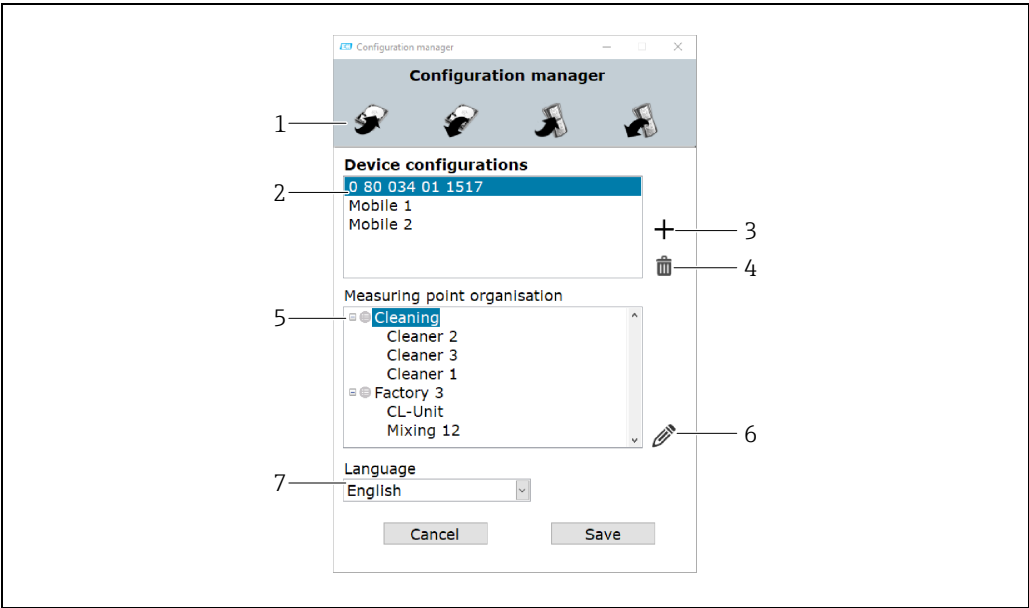 Configuration manager
Configuration manager
1
Device configurations
2
0 80 034 01 1517
Mobile 1
Mobile 2
3
4
Measuring point organisation
5
Cleaning
Cleaner 2
Cleaner 3
Cleaner 1
Factory 3
CL-Unit
Mixing 12
6
Language
7
English
Cancel Save